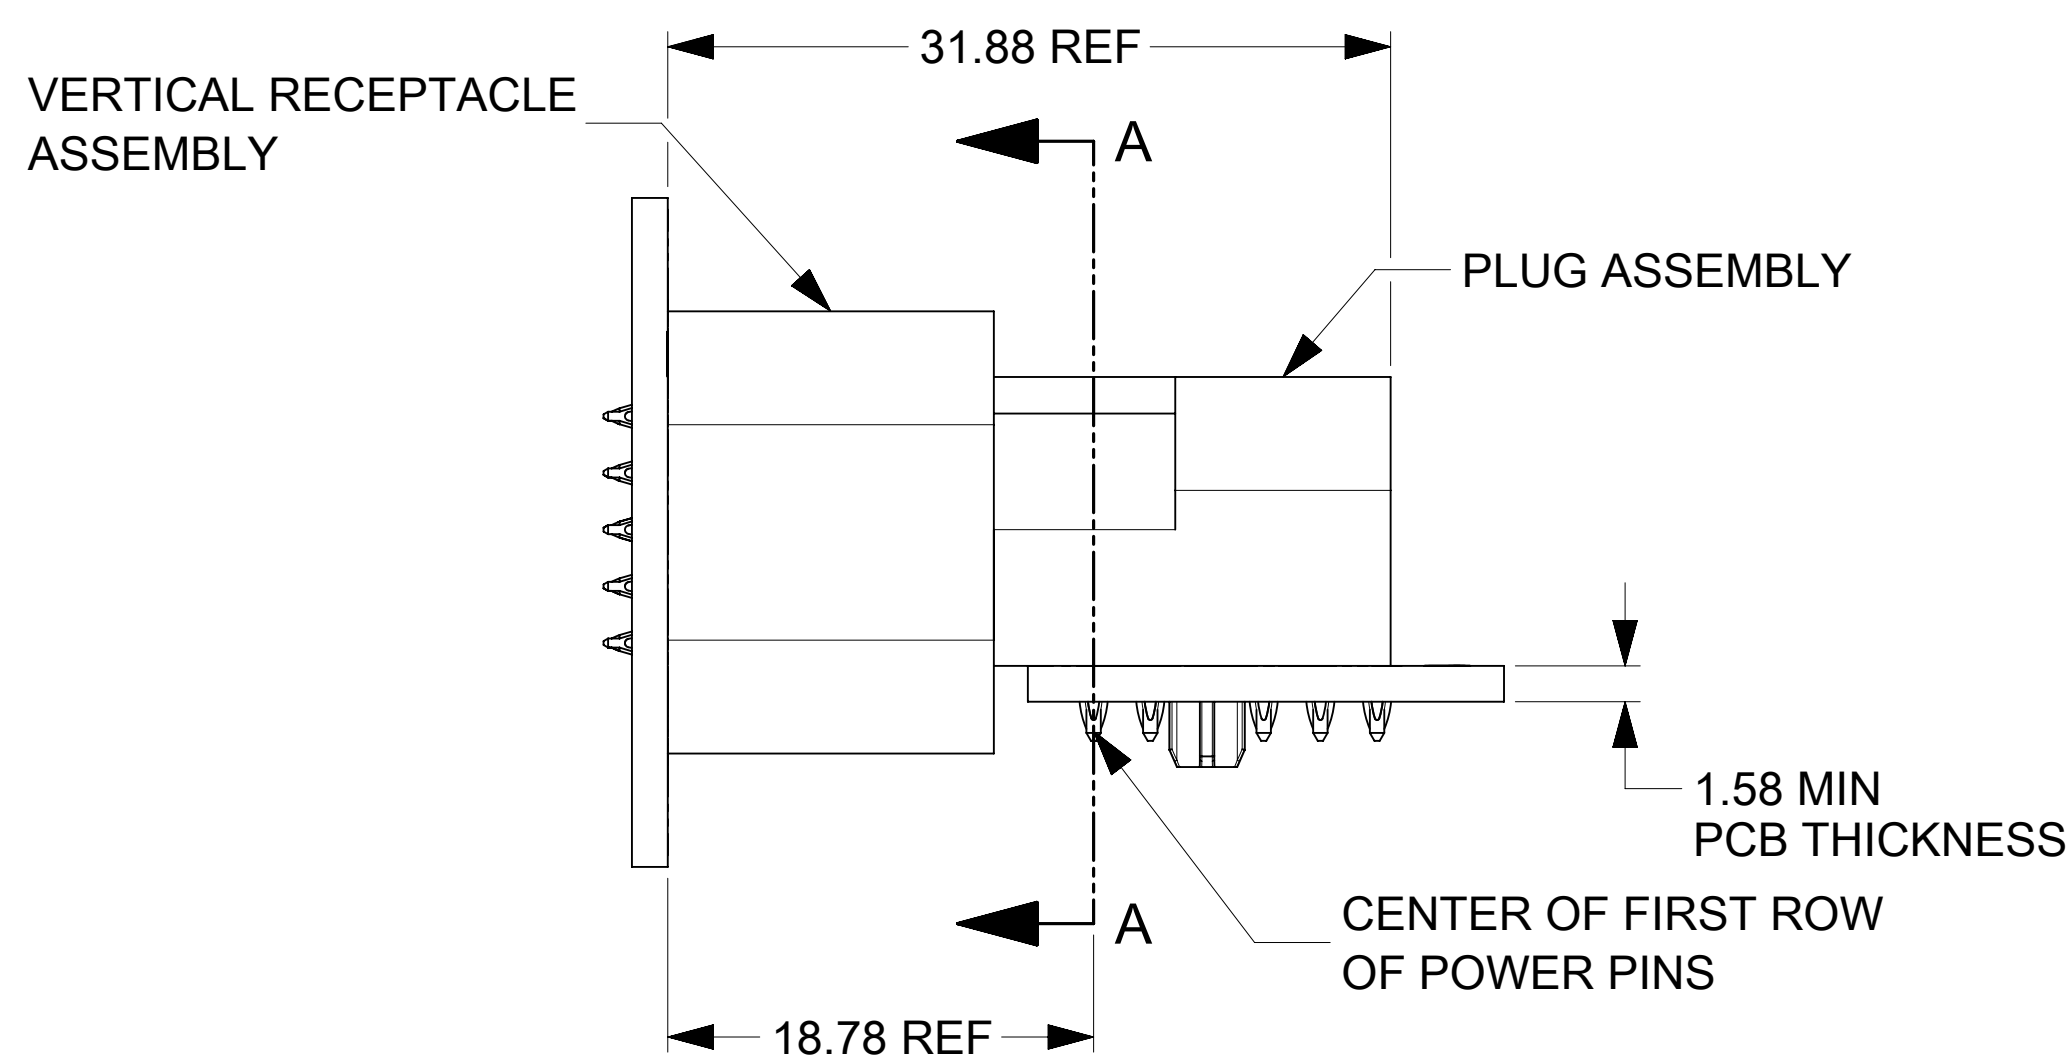 31.88 REF
VERTICAL RECEPTACLE
ASSEMBLY
A
PLUG ASSEMBLY
1.58 MIN
PCB THICKNESS
A
CENTER OF FIRST ROW
OF POWER PINS
18.78 REF